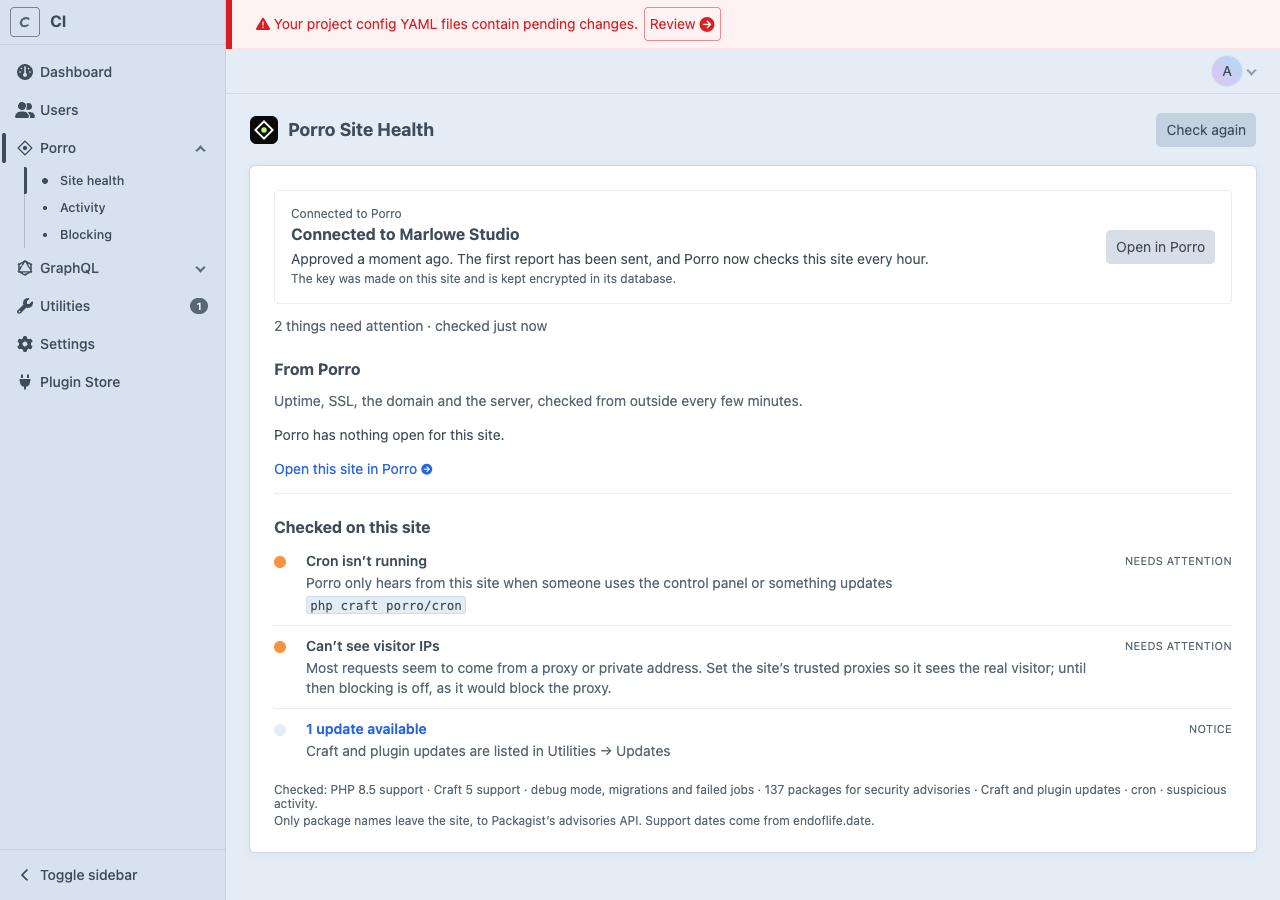 C CI
Your project config YAML files contain pending changes. Review
Dashboard
Users
Porro
Site health
Activity
Blocking
GraphQL
Utilities 1
Settings
Plugin Store
Toggle sidebar
A
Porro Site Health
Check again
Connected to Porro
Connected to Marlowe Studio
Approved a moment ago. The first report has been sent, and Porro now checks this site every hour.
The key was made on this site and is kept encrypted in its database.
Open in Porro
2 things need attention · checked just now
From Porro
Uptime, SSL, the domain and the server, checked from outside every few minutes.
Porro has nothing open for this site.
Open this site in Porro
Checked on this site
Cron isn’t running
NEEDS ATTENTION
Porro only hears from this site when someone uses the control panel or something updates
php craft porro/cron
Can’t see visitor IPs
NEEDS ATTENTION
Most requests seem to come from a proxy or private address. Set the site’s trusted proxies so it sees the real visitor; until
then blocking is off, as it would block the proxy.
1 update available
NOTICE
Craft and plugin updates are listed in Utilities → Updates
Checked: PHP 8.5 support · Craft 5 support · debug mode, migrations and failed jobs · 137 packages for security advisories · Craft and plugin updates · cron · suspicious
activity.
Only package names leave the site, to Packagist’s advisories API. Support dates come from endoflife.date.